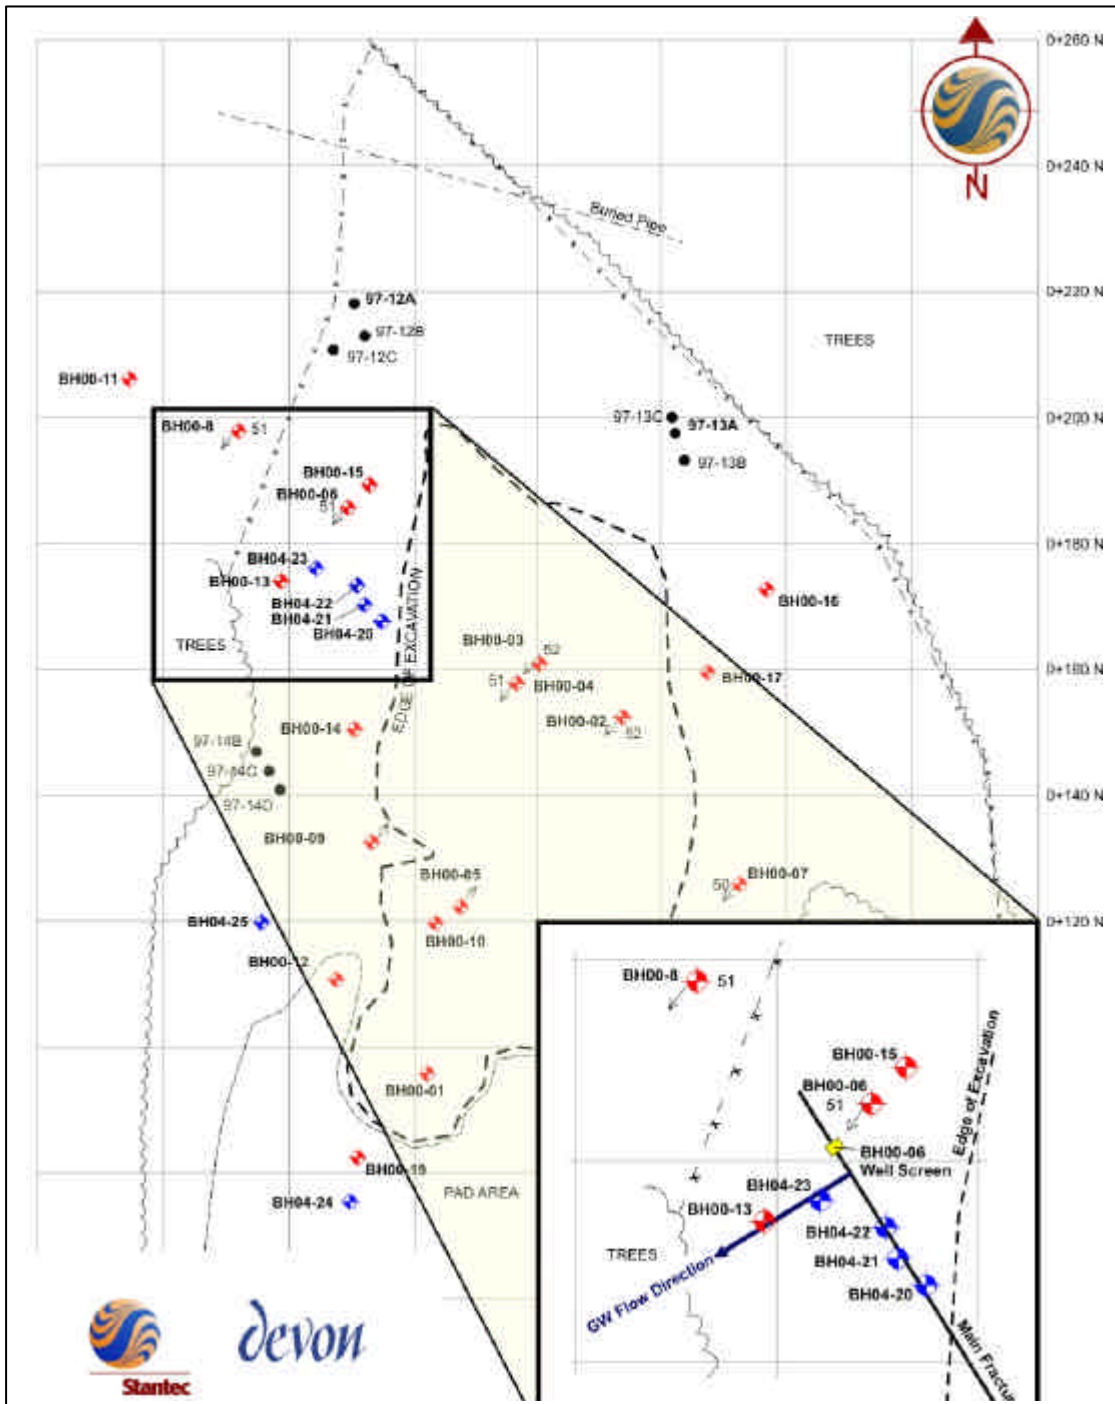 0+260 N
N
0+240 N
Buried Pipe
0+220 N
97-12A
97-12B
97-12C
TREES
BH00-11
97-13C
97-13A
0+200 N
97-13B
BH00-8
51
BH00-15
BH00-06
51
0+180 N
BH04-23
BH00-13
BH04-22
BH04-21
BH04-20
TREES
EDGE OF EXCAVATION
BH00-16
BH00-03
52
0+160 N
51
BH00-04
BH00-17
BH00-02
52
BH00-14
97-14B
97-14C
97-14D
0+140 N
BH00-09
BH00-05
50
BH00-07
BH04-25
BH00-10
0+120 N
BH00-12
BH00-01
BH00-19
BH04-24
PAD AREA
BH00-8
51
BH00-15
BH00-06
51
Edge of Excavation
BH00-06
Well Screen
BH04-23
BH00-13
BH04-22
TREES
BH04-21
BH04-20
GW Flow Direction
Main Fractu
Stantec
devon